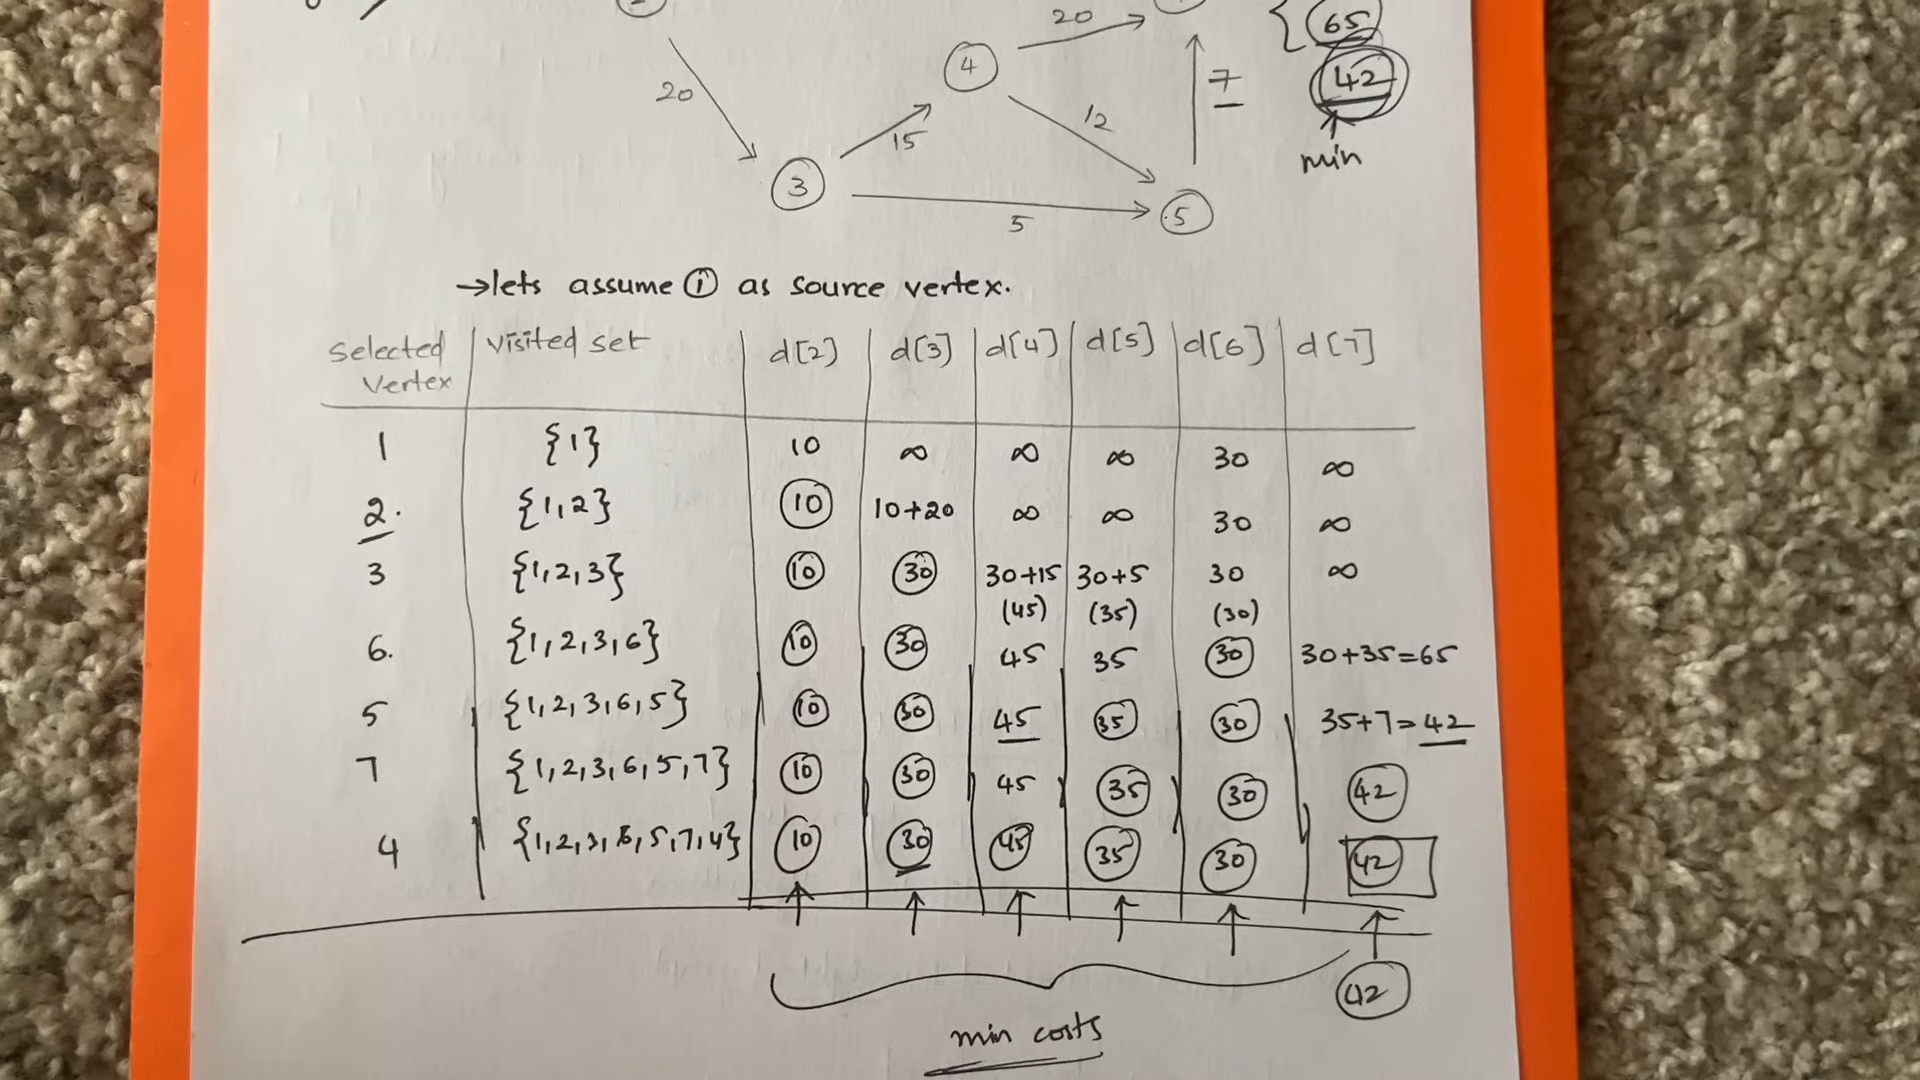 20
65
④
7
42
20
12
15
min
③
⑤
5
→lets assume ① as source vertex.
selected vertex | visited set | d[2] | d[3] | d[4] | d[5] | d[6] | d[7]
1 {1} 10 ∞ ∞ ∞ 30 ∞
2. {1,2} 10 10+20 ∞ ∞ 30 ∞
3 {1,2,3} 10 30 30+15 30+5 30 ∞
(45) (35) (30)
6. {1,2,3,6} 10 30 45 35 30 30+35=65
5 {1,2,3,6,5} 10 30 45 35 30 35+7=42
7 {1,2,3,6,5,7} 10 30 45 35 30 42
4 {1,2,3,6,5,7,4} 10 30 45 35 30 42
42
min costs